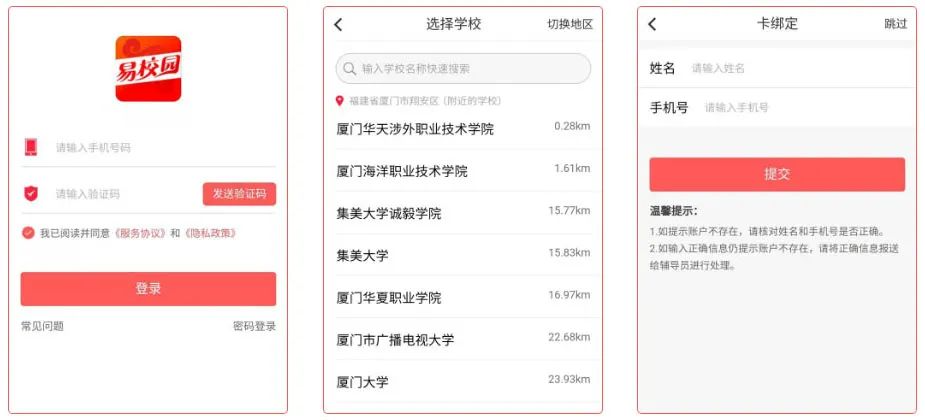 易校园
请输入手机号码
请输入验证码
发送验证码
我已阅读并同意《服务协议》和《隐私政策》
登录
常见问题
密码登录
选择学校
切换地区
输入学校名称快速搜索
福建省厦门市翔安区 (附近的学校)
厦门华天涉外职业技术学院
0.28km
厦门海洋职业技术学院
1.61km
集美大学诚毅学院
15.77km
集美大学
15.83km
厦门华夏职业学院
16.97km
厦门市广播电视大学
22.68km
厦门大学
23.93km
卡绑定
跳过
姓名
请输入姓名
手机号
请输入手机号
提交
温馨提示：
1.如提示账户不存在，请核对姓名和手机号是否正确。
2.如输入正确信息仍提示账户不存在，请将正确信息报送
给辅导员进行处理。